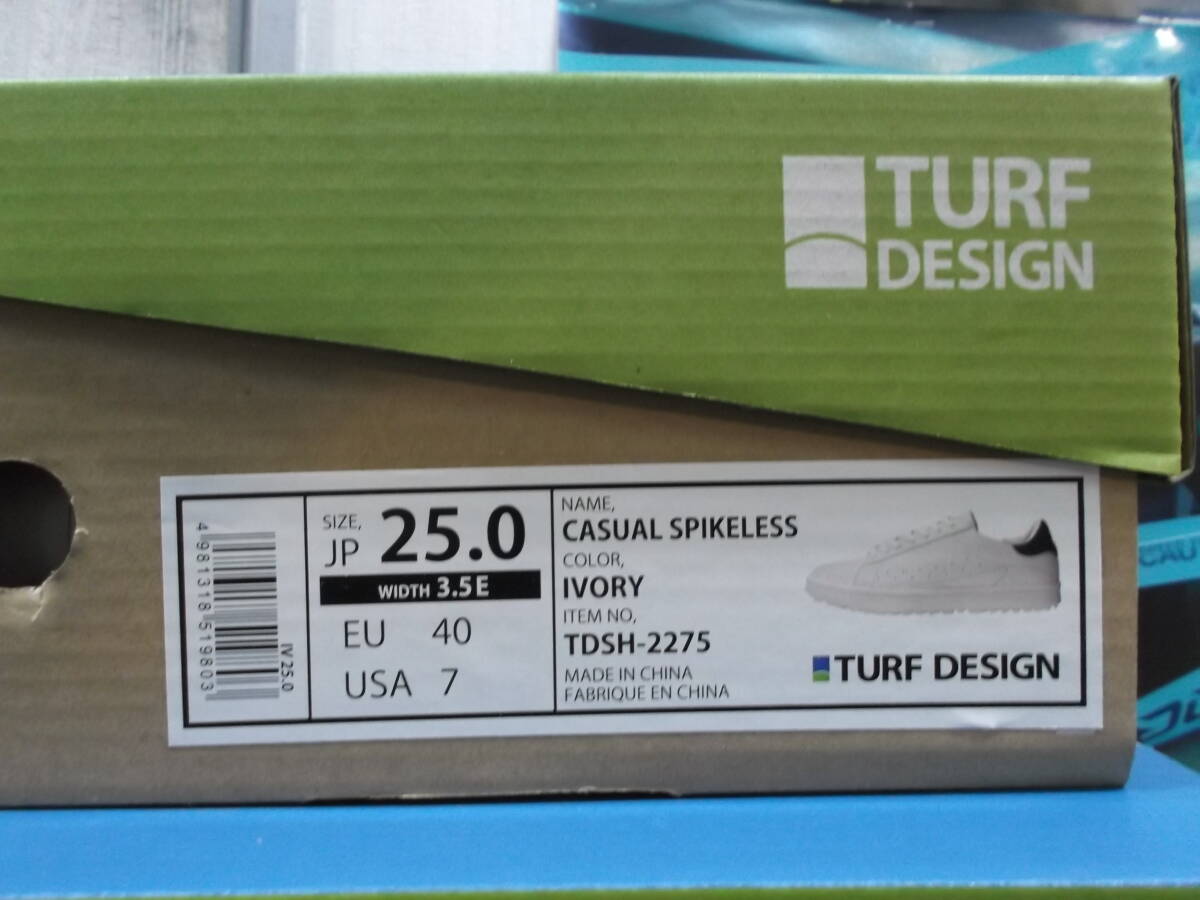 TURF
DESIGN
4 981318 519803
IV 25.0
SIZE,
JP 25.0
WIDTH 3.5E
EU 40
USA 7
NAME,
CASUAL SPIKELESS
COLOR,
IVORY
ITEM NO,
TDSH-2275
MADE IN CHINA
FABRIQUE EN CHINA
TURF DESIGN